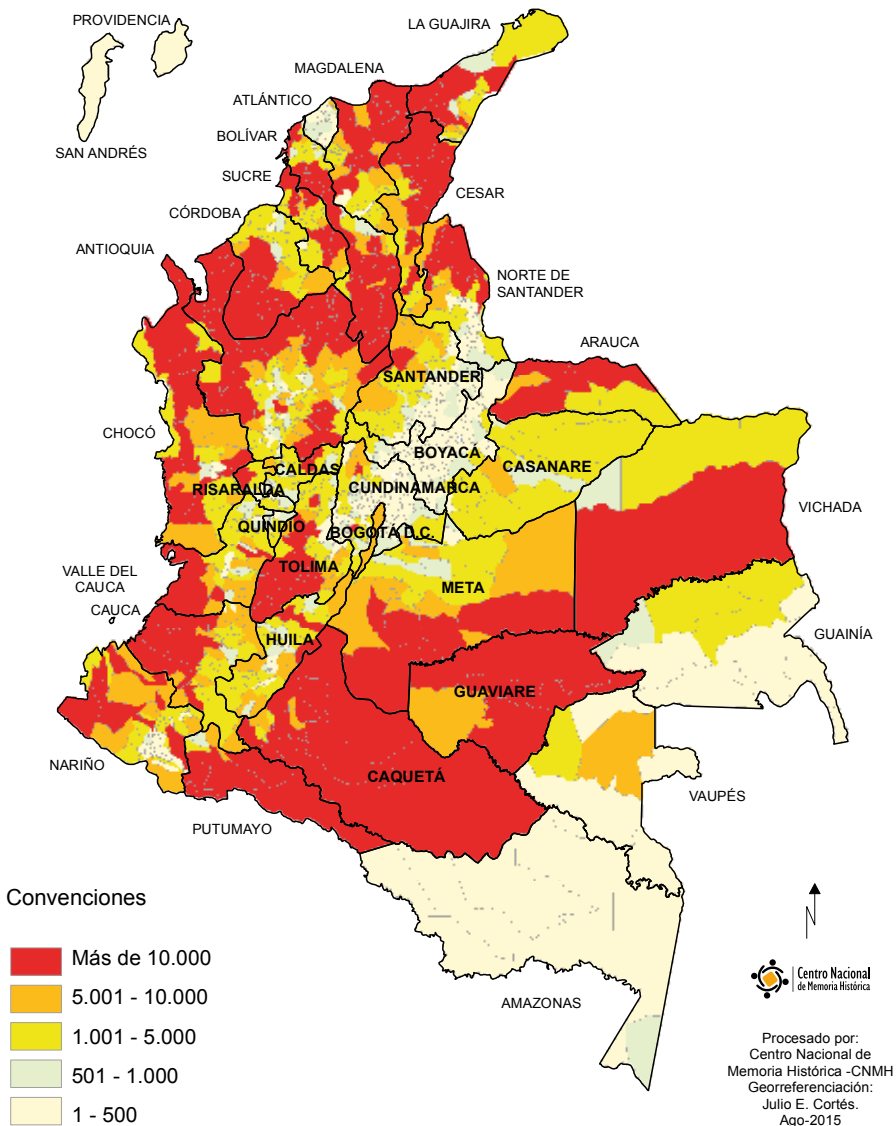 PROVIDENCIA
LA GUAJIRA
MAGDALENA
ATLÁNTICO
BOLÍVAR
SAN ANDRÉS
SUCRE
CESAR
CÓRDOBA
ANTIOQUIA
NORTE DE
SANTANDER
ARAUCA
SANTANDER
CHOCÓ
BOYACÁ
CALDAS
CASANARE
RISARALDA
CUNDINAMARCA
VICHADA
QUINDIO
BOGOTÁ D.C.
TOLIMA
VALLE DEL
CAUCA
META
CAUCA
GUAINÍA
HUILA
GUAVIARE
NARIÑO
CAQUETÁ
VAUPÉS
PUTUMAYO
Convenciones
Más de 10.000
5.001 - 10.000
1.001 - 5.000
501 - 1.000
1 - 500
AMAZONAS
N
Centro Nacional
de Memoria Histórica
Procesado por:
Centro Nacional de
Memoria Histórica -CNMH
Georreferenciación:
Julio E. Cortés.
Ago-2015